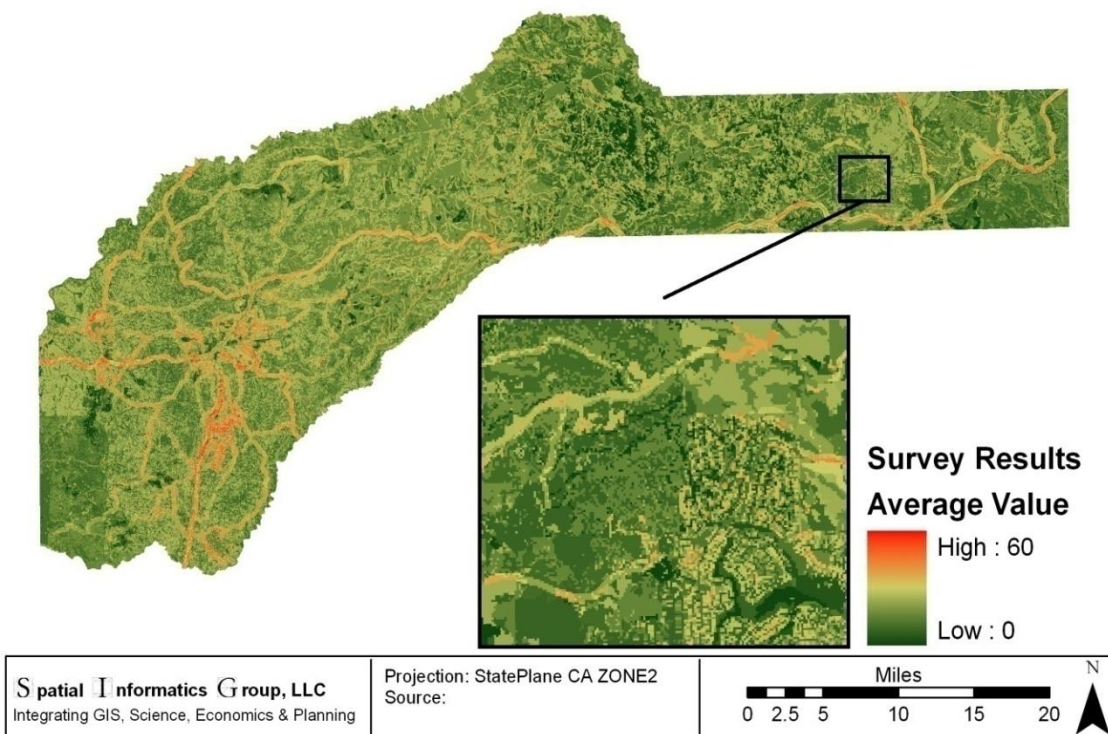 Survey Results
Average Value
High : 60
Low : 0
Spatial Informatics Group, LLC
Integrating GIS, Science, Economics & Planning
Projection: StatePlane CA ZONE2
Source:
Miles
0 2.5 5 10 15 20
N